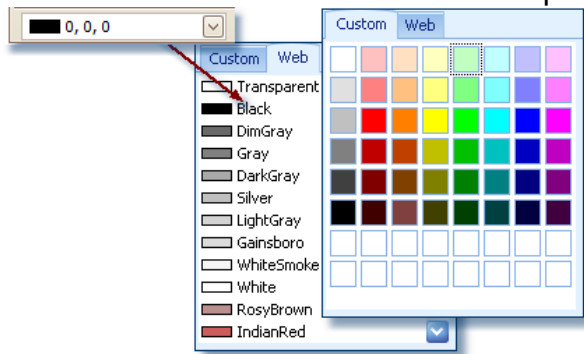 0, 0, 0
Custom Web
Custom Web
Transparent
Black
DimGray
Gray
DarkGray
Silver
LightGray
Gainsboro
WhiteSmoke
White
RosyBrown
IndianRed